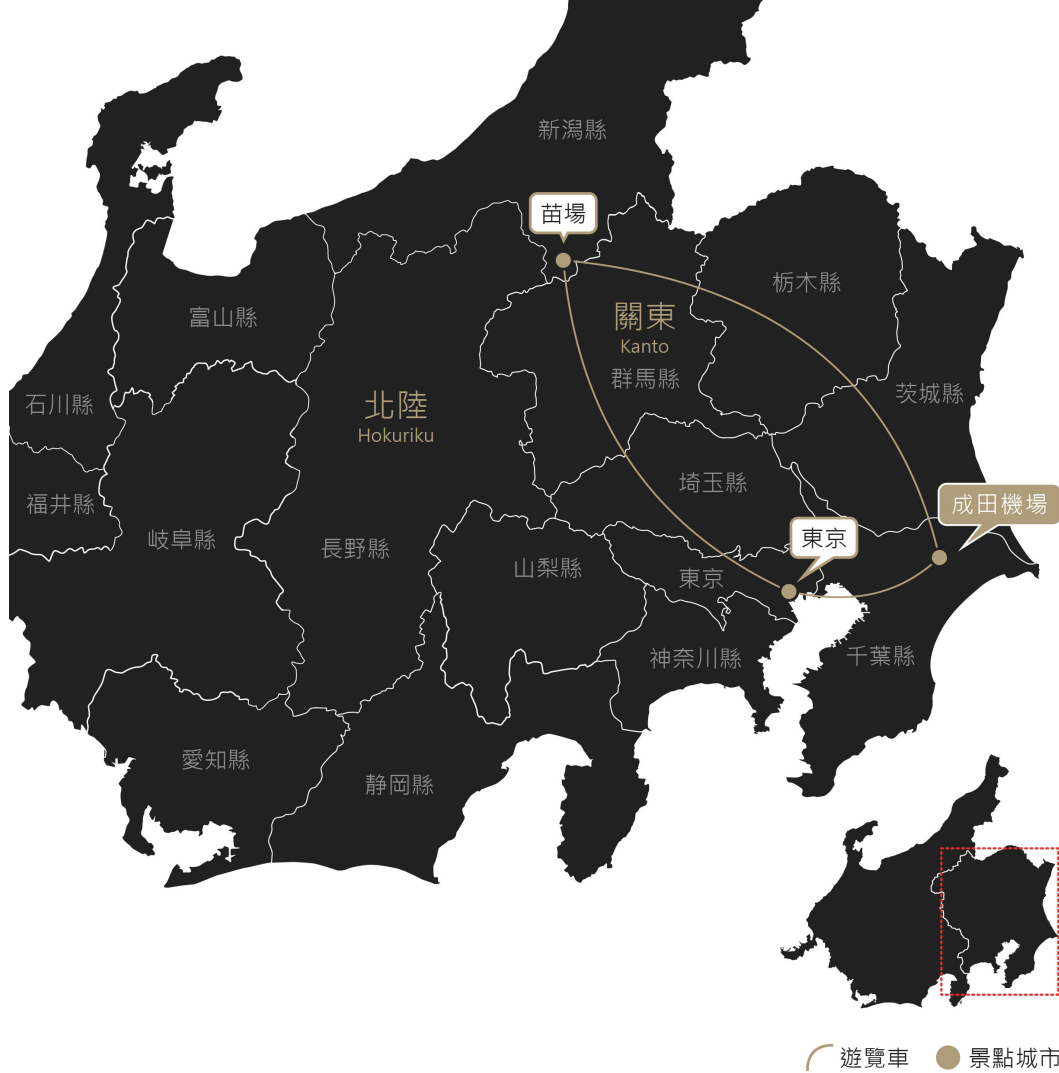 新潟縣
苗場
栃木縣
富山縣
關東
Kanto
群馬縣
石川縣
北陸
Hokuriku
茨城縣
埼玉縣
福井縣
成田機場
岐阜縣
長野縣
東京
山梨縣
東京
神奈川縣
千葉縣
愛知縣
静岡縣
遊覽車
景點城市